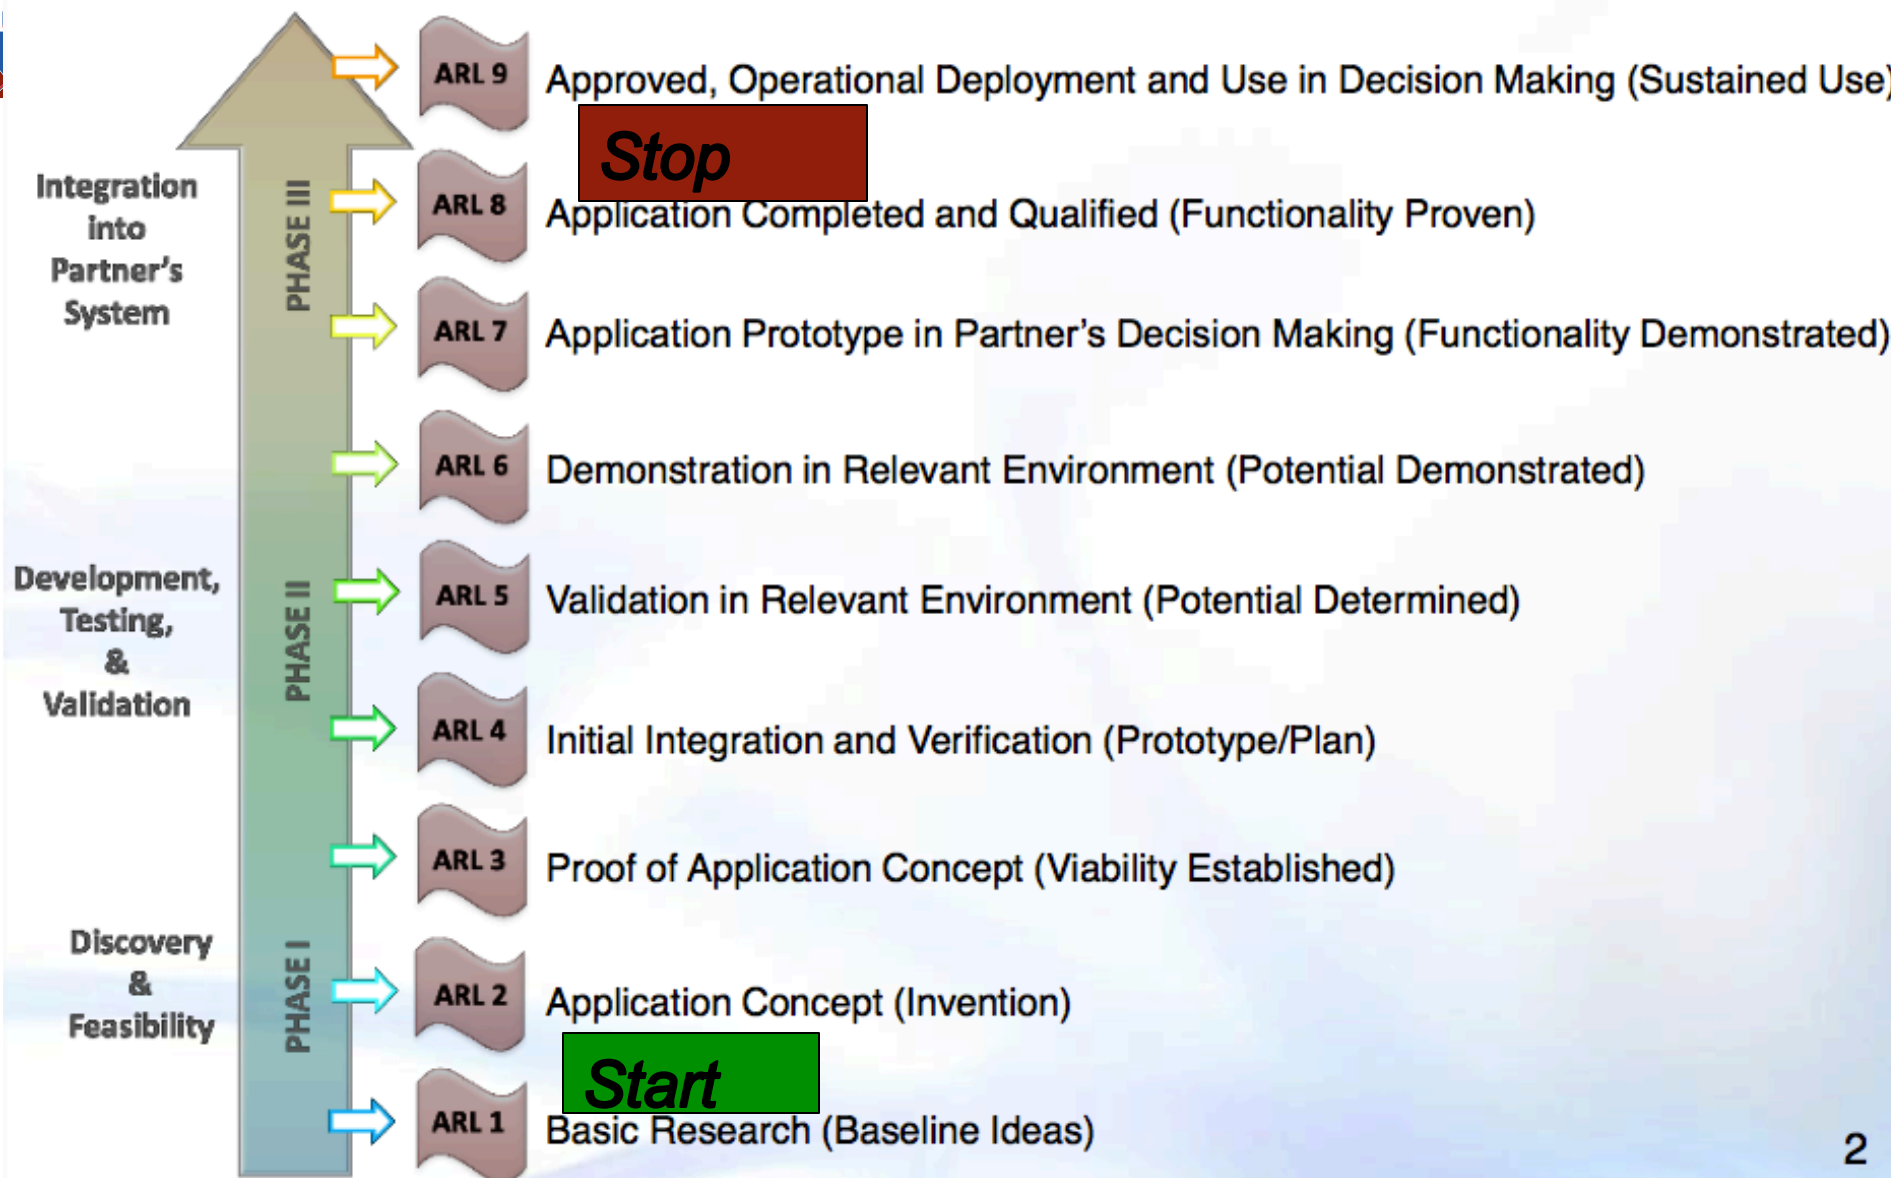 ARL 9
Approved, Operational Deployment and Use in Decision Making (Sustained Use)
Stop
Integration
into
Partner's
System
PHASE III
ARL 8
Application Completed and Qualified (Functionality Proven)
ARL 7
Application Prototype in Partner's Decision Making (Functionality Demonstrated)
ARL 6
Demonstration in Relevant Environment (Potential Demonstrated)
Development,
Testing,
&
Validation
PHASE II
ARL 5
Validation in Relevant Environment (Potential Determined)
ARL 4
Initial Integration and Verification (Prototype/Plan)
ARL 3
Proof of Application Concept (Viability Established)
Discovery
&
Feasibility
PHASE I
ARL 2
Application Concept (Invention)
Start
ARL 1
Basic Research (Baseline Ideas)
2